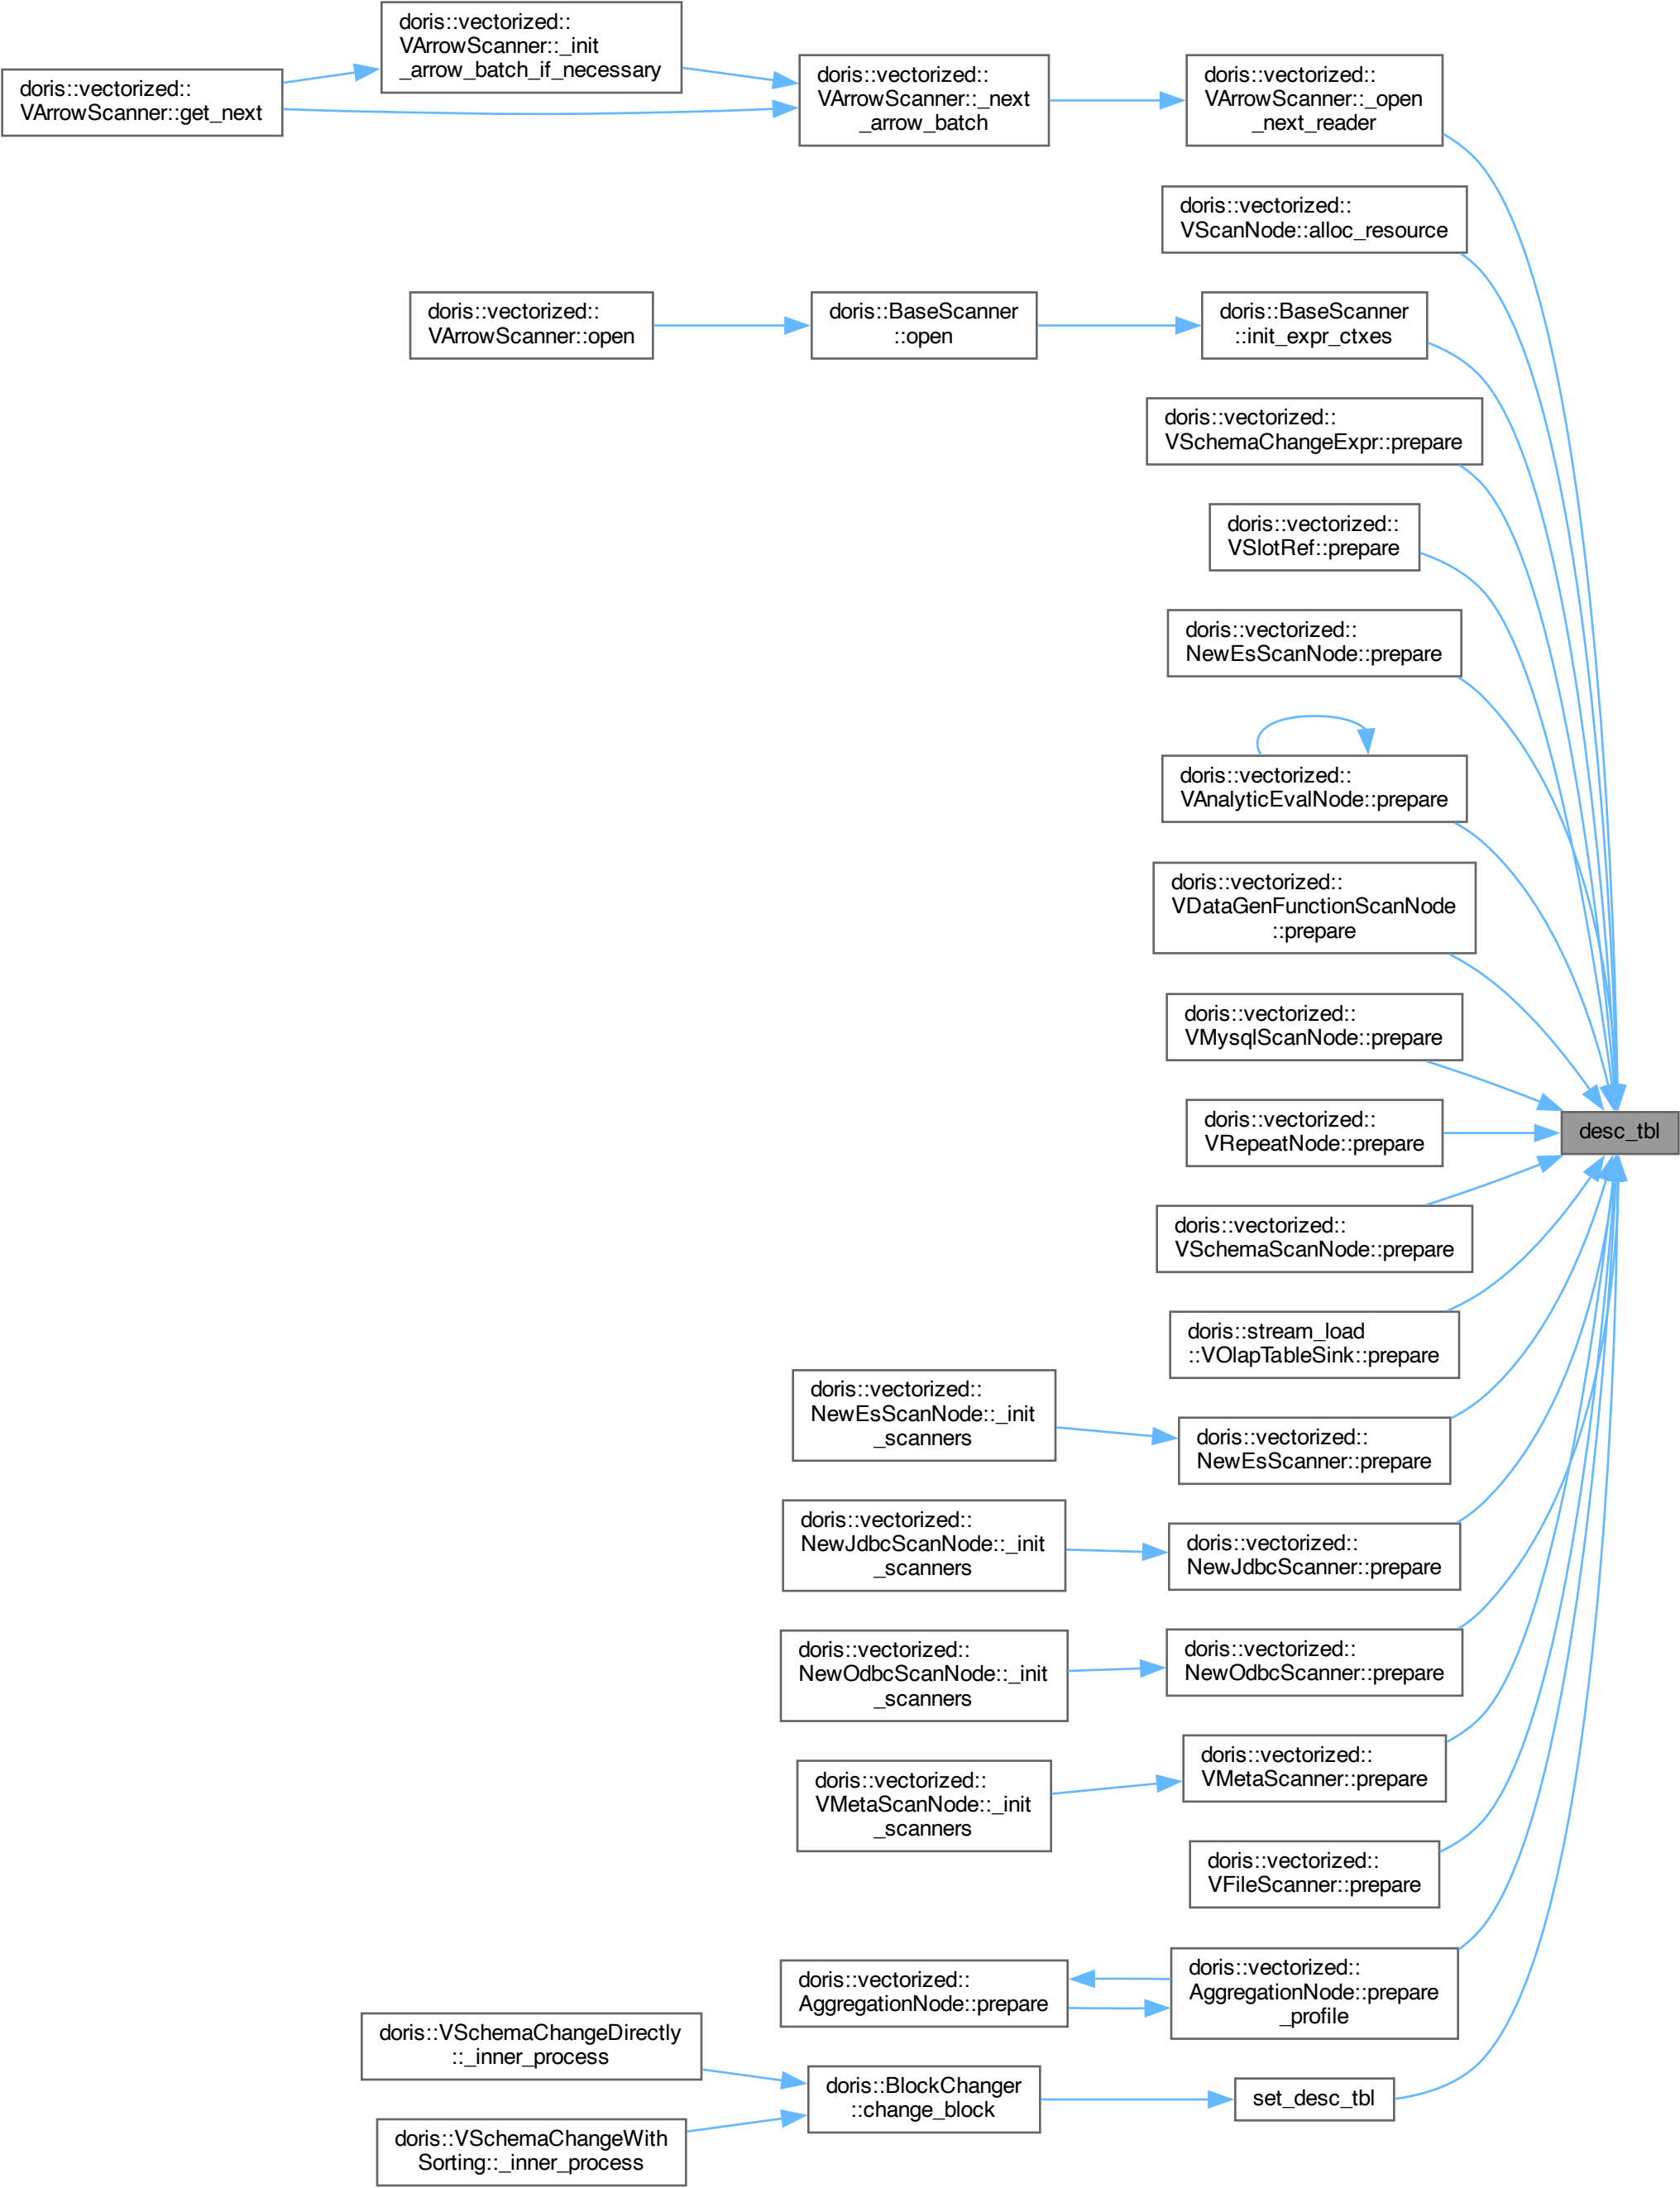 doris::vectorized::
VArrowScanner::get_next
doris::vectorized::
VArrowScanner::_init
_arrow_batch_if_necessary
doris::vectorized::
VArrowScanner::_next
_arrow_batch
doris::vectorized::
VArrowScanner::_open
_next_reader
doris::vectorized::
VScanNode::alloc_resource
doris::vectorized::
VArrowScanner::open
doris::BaseScanner
::open
doris::BaseScanner
::init_expr_ctxes
doris::vectorized::
VSchemaChangeExpr::prepare
doris::vectorized::
VSlotRef::prepare
doris::vectorized::
NewEsScanNode::prepare
doris::vectorized::
VAnalyticEvalNode::prepare
doris::vectorized::
VDataGenFunctionScanNode
::prepare
doris::vectorized::
VMysqlScanNode::prepare
desc_tbl
doris::vectorized::
VRepeatNode::prepare
doris::vectorized::
VSchemaScanNode::prepare
doris::stream_load
::VOlapTableSink::prepare
doris::vectorized::
NewEsScanNode::_init
_scanners
doris::vectorized::
NewEsScanner::prepare
doris::vectorized::
NewJdbcScanNode::_init
_scanners
doris::vectorized::
NewJdbcScanner::prepare
doris::vectorized::
NewOdbcScanNode::_init
_scanners
doris::vectorized::
NewOdbcScanner::prepare
doris::vectorized::
VMetaScanNode::_init
_scanners
doris::vectorized::
VMetaScanner::prepare
doris::vectorized::
VFileScanner::prepare
doris::vectorized::
AggregationNode::prepare
doris::vectorized::
AggregationNode::prepare
_profile
doris::VSchemaChangeDirectly
::_inner_process
doris::BlockChanger
::change_block
set_desc_tbl
doris::VSchemaChangeWith
Sorting::_inner_process